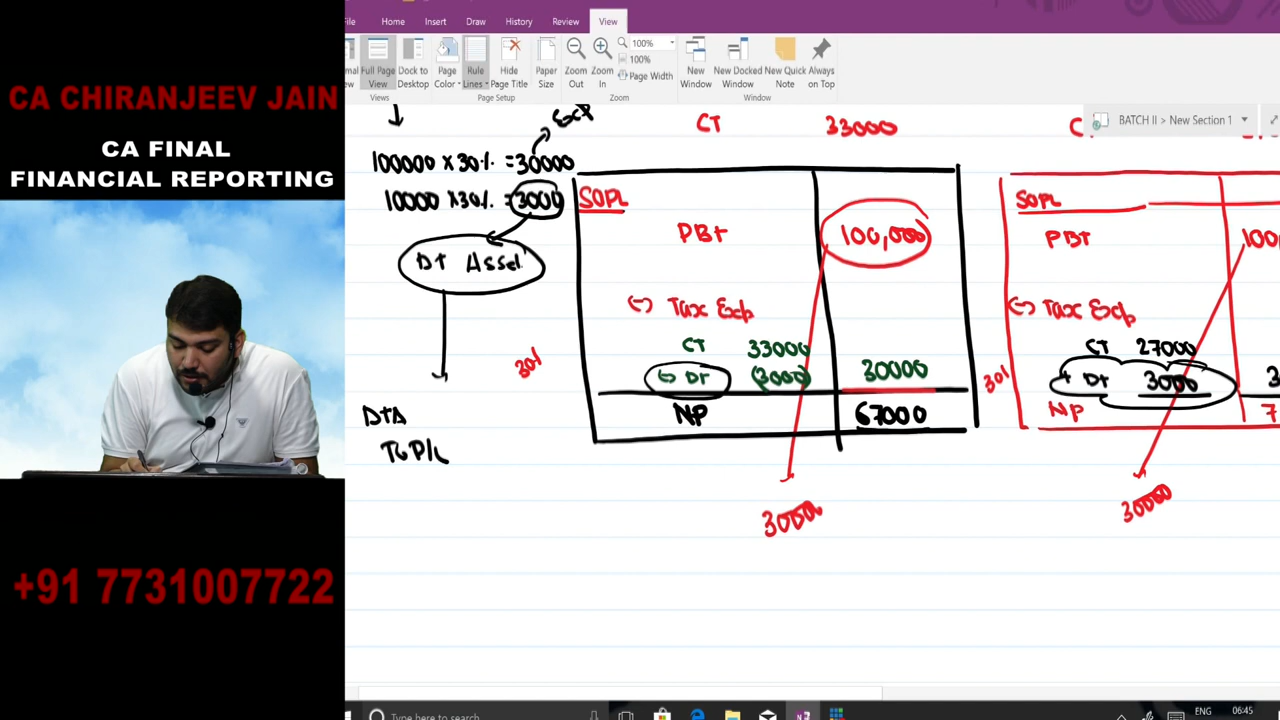 CA CHIRANJEEV JAIN
CA FINAL
FINANCIAL REPORTING
+91 7731007722
File Home Insert Draw History Review View
Full Page View
Dock to Desktop
Page Color
Rule Lines
Hide Page Title
Paper Size
Zoom Out
Zoom In
100%
100%
Page Width
New Window
New Docked Window
New Quick Note
Always on Top
Views Page Setup Zoom Window
BATCH II > New Section 1
CT 33000
100000 x 30% = 30000
10000 x 30% = 3000
DT Asset
DTA
To P/L
SOPL
PBT 100,000
(-) Tax Exp
CT 33000
(-) DT (3000) 30000
30%
NP 67000
30000
SOPL
PBT 100,
(-) Tax Exp
CT 27000
30%
+ DT 3000 3
NP 7
30000
Type here to search
ENG 06:45